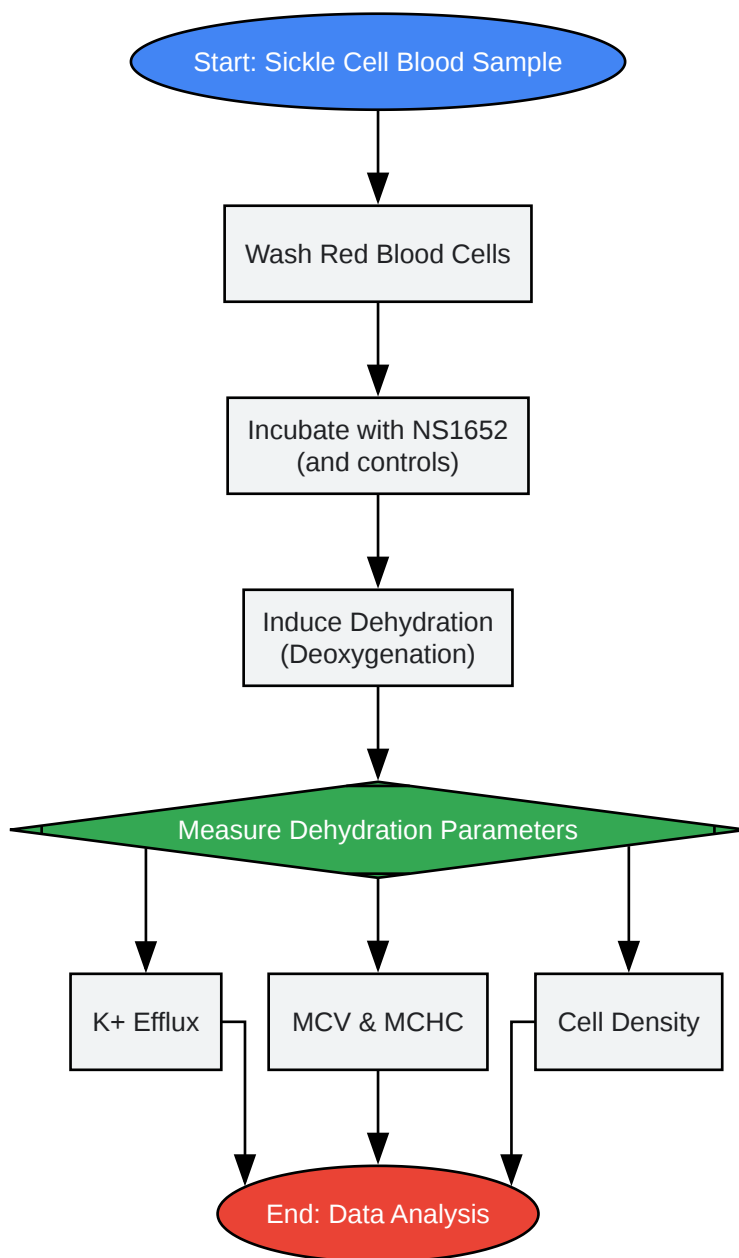 Start: Sickle Cell Blood Sample
Wash Red Blood Cells
Incubate with NS1652
(and controls)
Induce Dehydration
(Deoxygenation)
Measure Dehydration Parameters
K+ Efflux
MCV & MCHC
Cell Density
End: Data Analysis